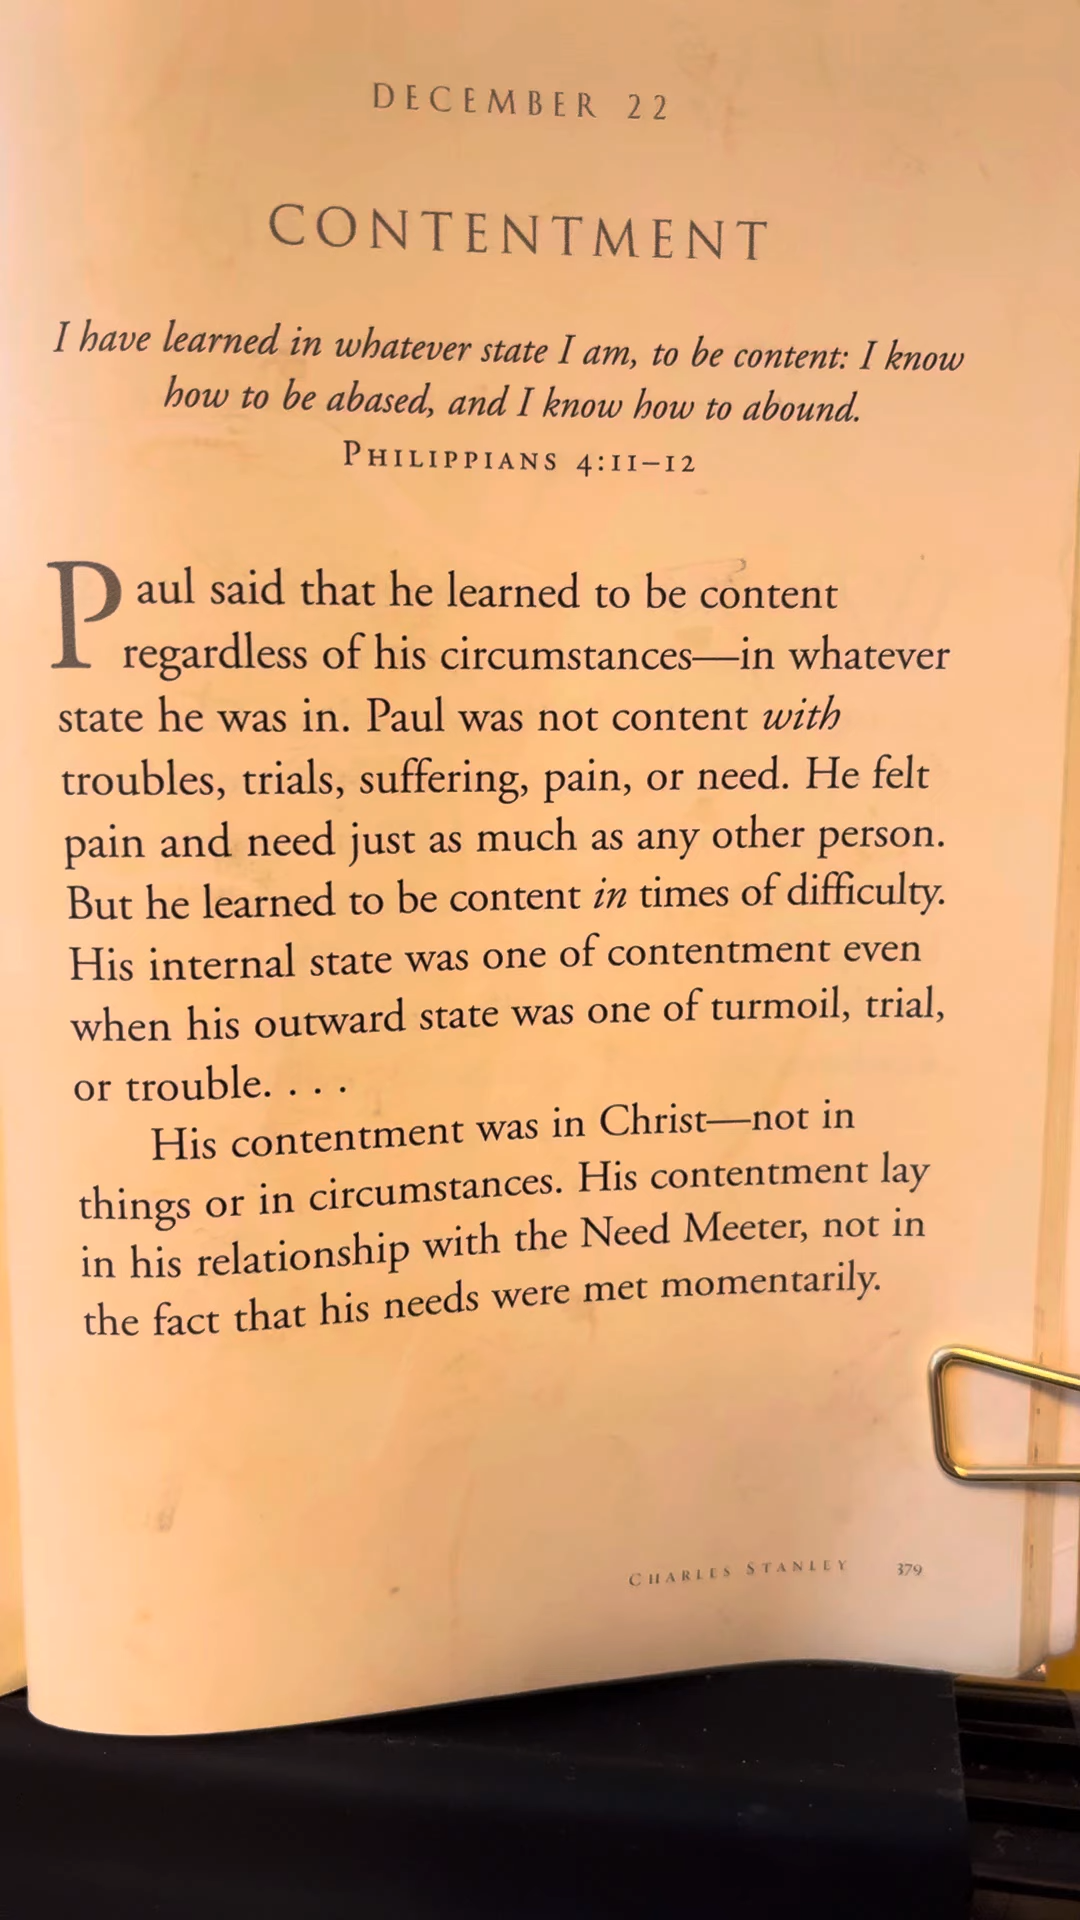 DECEMBER 22
CONTENTMENT
I have learned in whatever state I am, to be content: I know
how to be abased, and I know how to abound.
PHILIPPIANS 4:11–12
Paul said that he learned to be content
regardless of his circumstances—in whatever
state he was in. Paul was not content with
troubles, trials, suffering, pain, or need. He felt
pain and need just as much as any other person.
But he learned to be content in times of difficulty.
His internal state was one of contentment even
when his outward state was one of turmoil, trial,
or trouble. . . .
His contentment was in Christ—not in
things or in circumstances. His contentment lay
in his relationship with the Need Meeter, not in
the fact that his needs were met momentarily.
CHARLES STANLEY 379